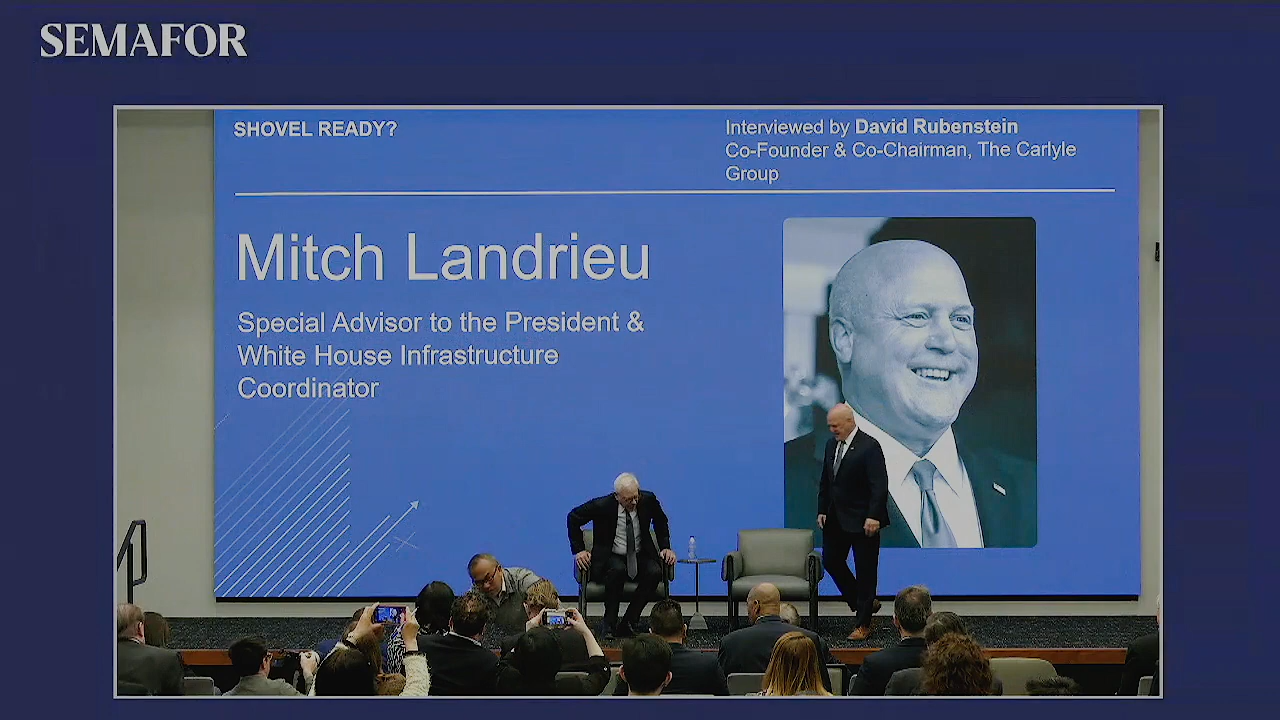 SEMAFOR
SHOVEL READY?
Interviewed by David Rubenstein
Co-Founder & Co-Chairman, The Carlyle
Group
Mitch Landrieu
Special Advisor to the President &
White House Infrastructure
Coordinator